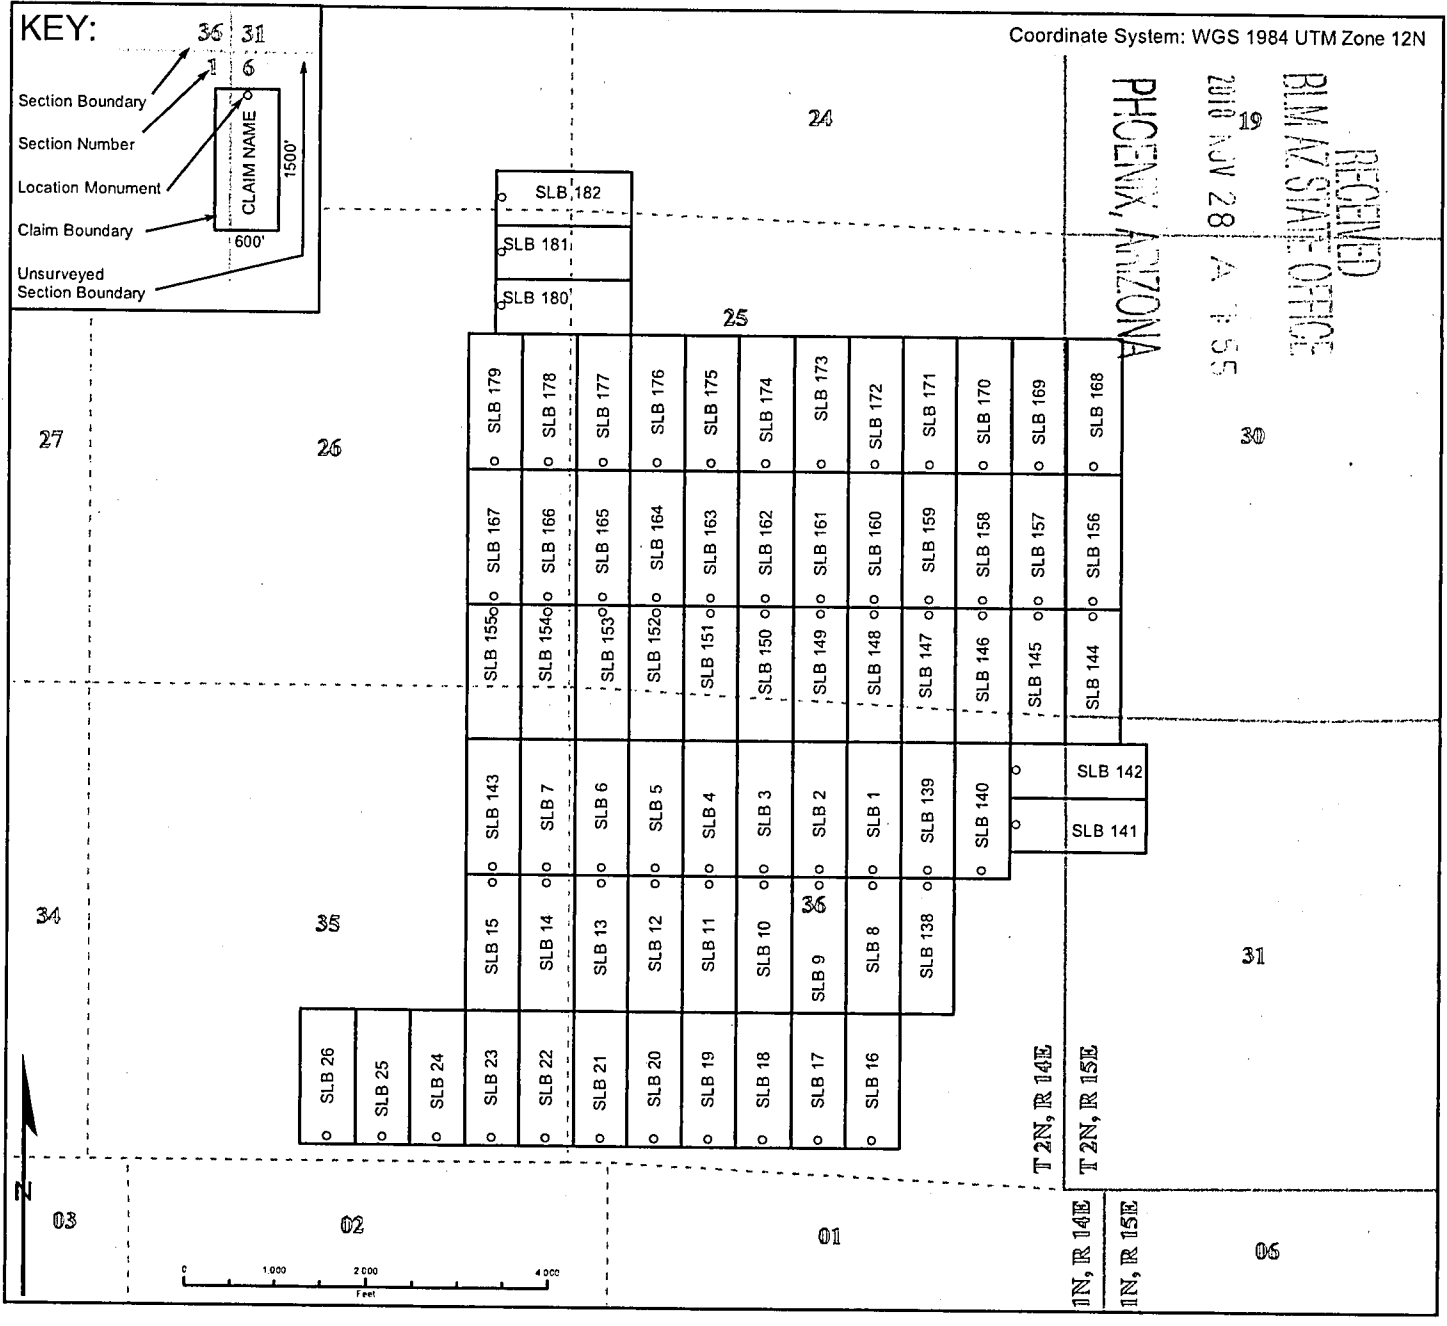 KEY:
36 31
1 6
Section Boundary
Section Number
Location Monument
Claim Boundary
Unsurveyed
Section Boundary
CLAIM NAME
1500'
600'
Coordinate System: WGS 1984 UTM Zone 12N
RECEIVED
BLM AZ STATE OFFICE
28 A
PHOENIX, ARIZONA
24
19
SLB 182
SLB 181
SLB 180
25
27
26
30
SLB 179
SLB 178
SLB 177
SLB 176
SLB 175
SLB 174
SLB 173
SLB 172
SLB 171
SLB 170
SLB 169
SLB 168
SLB 167
SLB 166
SLB 165
SLB 164
SLB 163
SLB 162
SLB 161
SLB 160
SLB 159
SLB 158
SLB 157
SLB 156
SLB 155
SLB 154
SLB 153
SLB 152
SLB 151
SLB 150
SLB 149
SLB 148
SLB 147
SLB 146
SLB 145
SLB 144
SLB 143
SLB 7
SLB 6
SLB 5
SLB 4
SLB 3
SLB 2
SLB 1
SLB 139
SLB 140
SLB 142
SLB 141
34
35
36
31
SLB 15
SLB 14
SLB 13
SLB 12
SLB 11
SLB 10
SLB 9
SLB 8
SLB 138
SLB 26
SLB 25
SLB 24
SLB 23
SLB 22
SLB 21
SLB 20
SLB 19
SLB 18
SLB 17
SLB 16
T 2N, R 14E
T 2N, R 15E
N
03
02
01
06
1N, R 14E
1N, R 15E
0 1 000 2 000 4 000
Feet